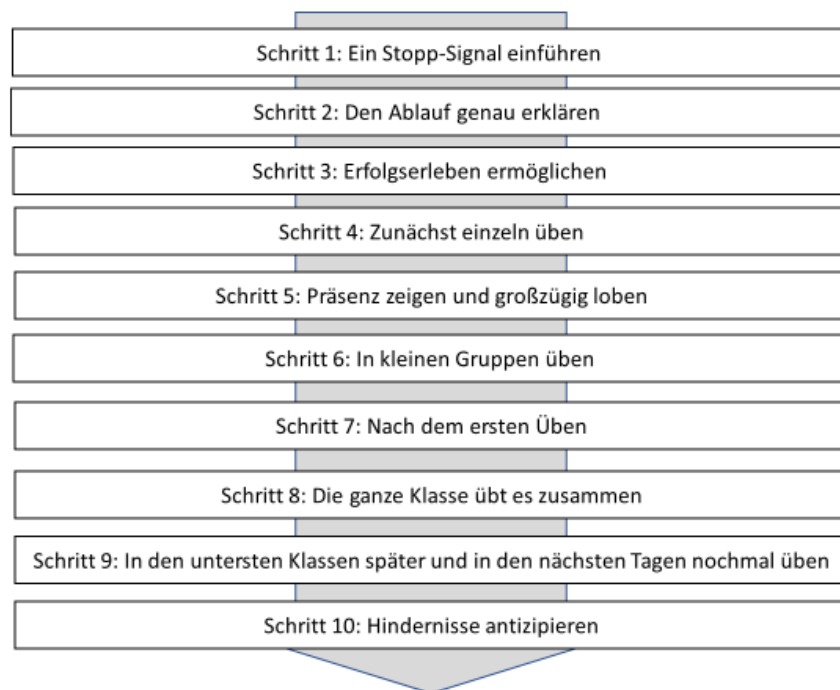 Schritt 1: Ein Stopp-Signal einführen
Schritt 2: Den Ablauf genau erklären
Schritt 3: Erfolgserleben ermöglichen
Schritt 4: Zunächst einzeln üben
Schritt 5: Präsenz zeigen und großzügig loben
Schritt 6: In kleinen Gruppen üben
Schritt 7: Nach dem ersten Üben
Schritt 8: Die ganze Klasse übt es zusammen
Schritt 9: In den untersten Klassen später und in den nächsten Tagen nochmal üben
Schritt 10: Hindernisse antizipieren